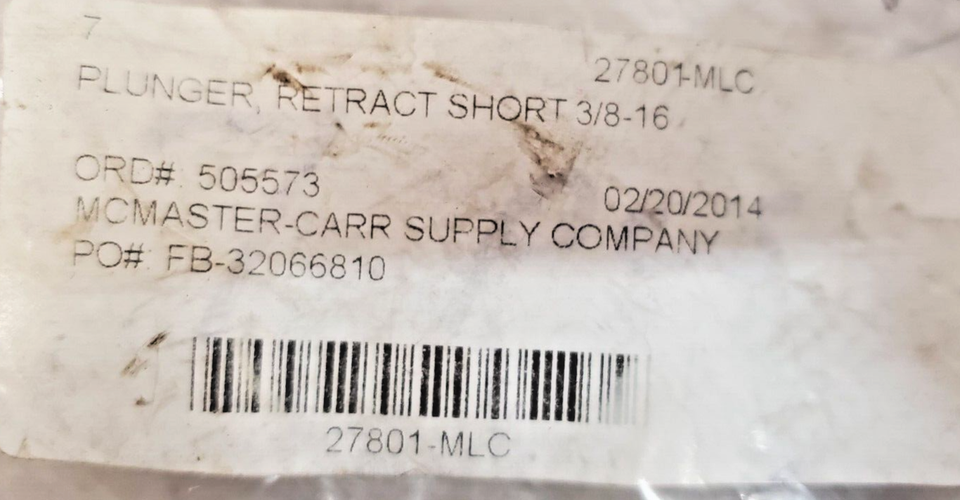 7
27801-MLC
PLUNGER, RETRACT SHORT 3/8-16
ORD#: 505573
02/20/2014
MCMASTER-CARR SUPPLY COMPANY
PO#: FB-32066810
27801-MLC